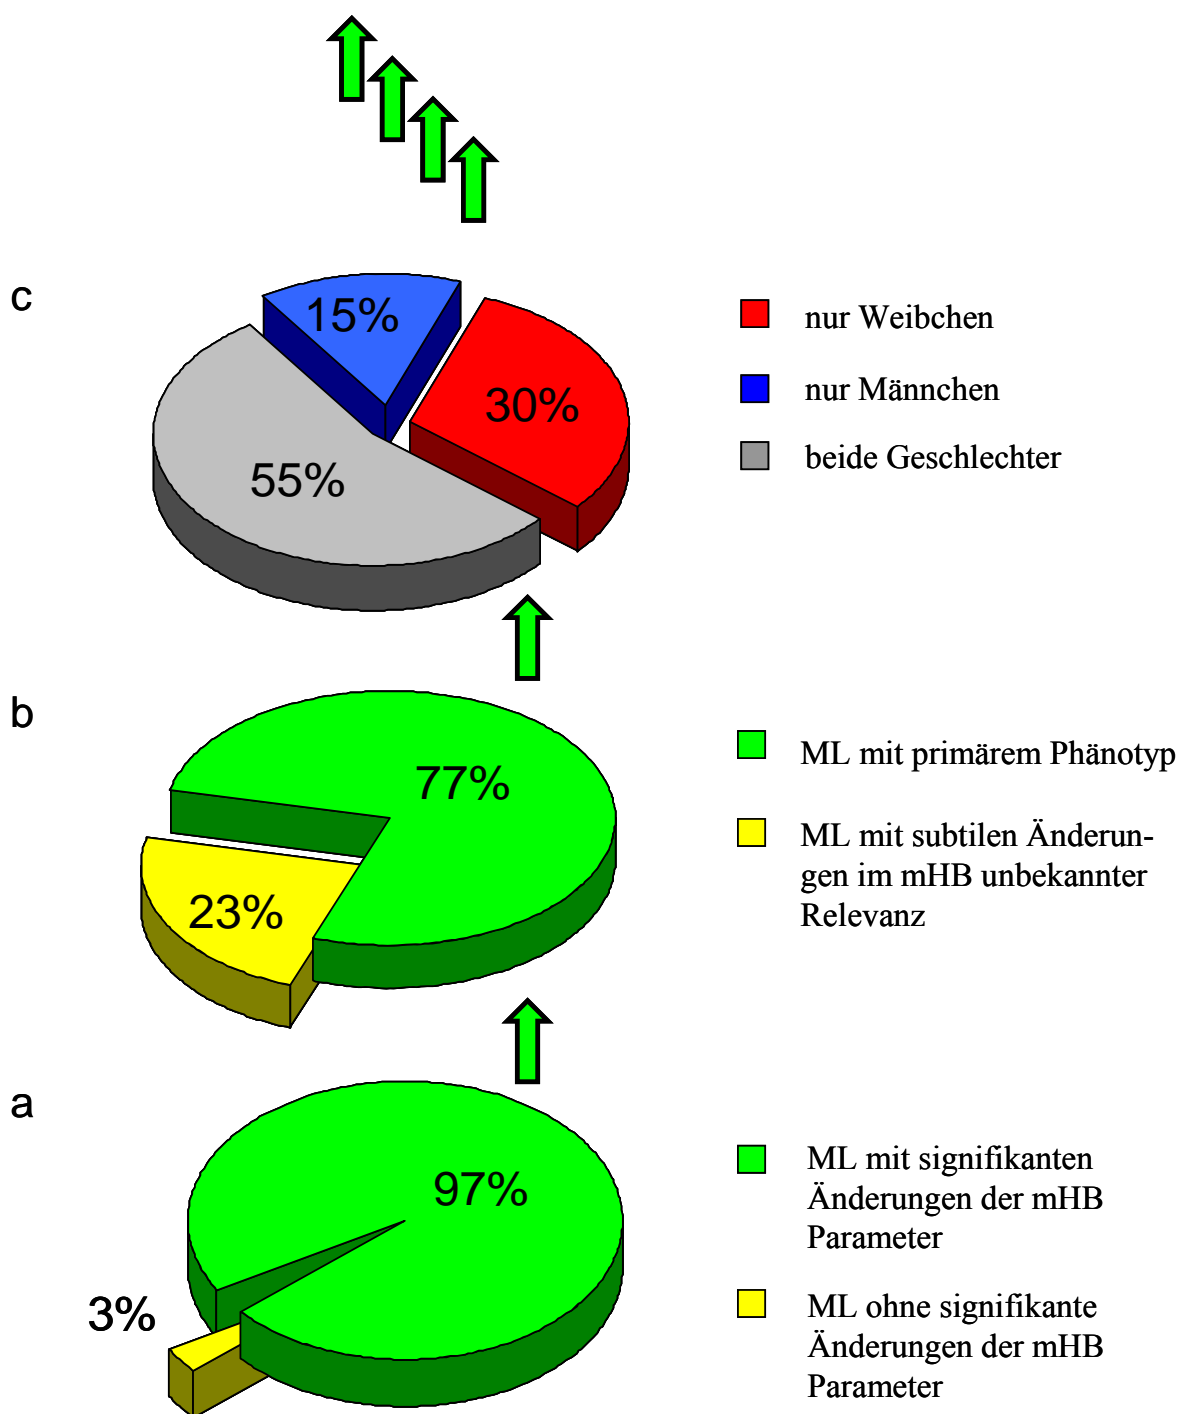 c
15%
30%
55%
nur Weibchen
nur Männchen
beide Geschlechter
b
77%
23%
ML mit primärem Phänotyp
ML mit subtilen Änderun-
gen im mHB unbekannter
Relevanz
a
97%
3%
ML mit signifikanten
Änderungen der mHB
Parameter
ML ohne signifikante
Änderungen der mHB
Parameter